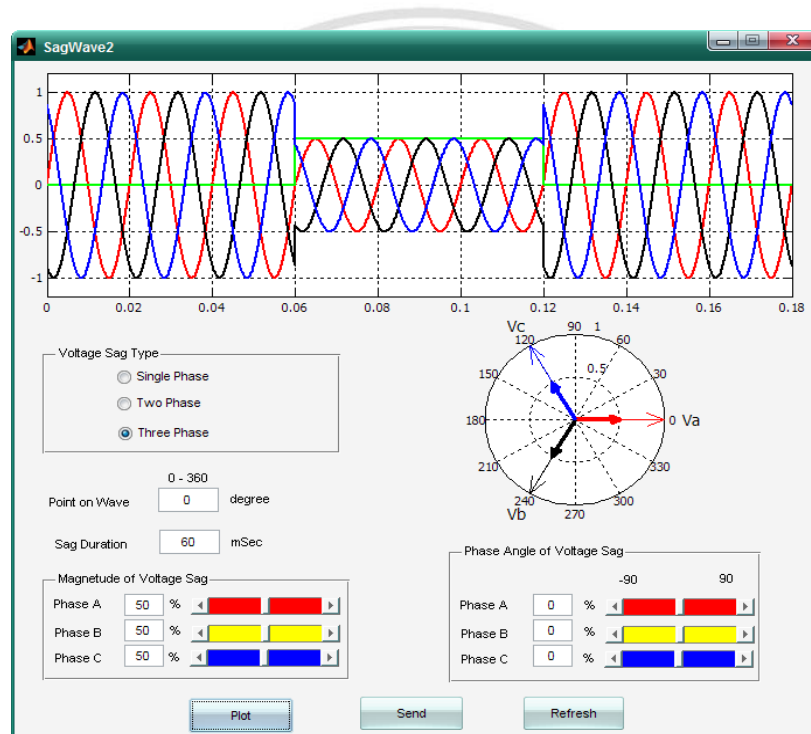 SagWave2
1
0.5
0
-0.5
-1
0 0.02 0.04 0.06 0.08 0.1 0.12 0.14 0.16 0.18
Voltage Sag Type
Single Phase
Two Phase
Three Phase
0 - 360
Point on Wave 0 degree
Sag Duration 60 mSec
Vc
90 1
120 60
0.5
150 30
180 0 Va
210 330
240 300
Vb 270
Magnetude of Voltage Sag
Phase A 50 %
Phase B 50 %
Phase C 50 %
Phase Angle of Voltage Sag
-90 90
Phase A 0 %
Phase B 0 %
Phase C 0 %
Plot Send Refresh